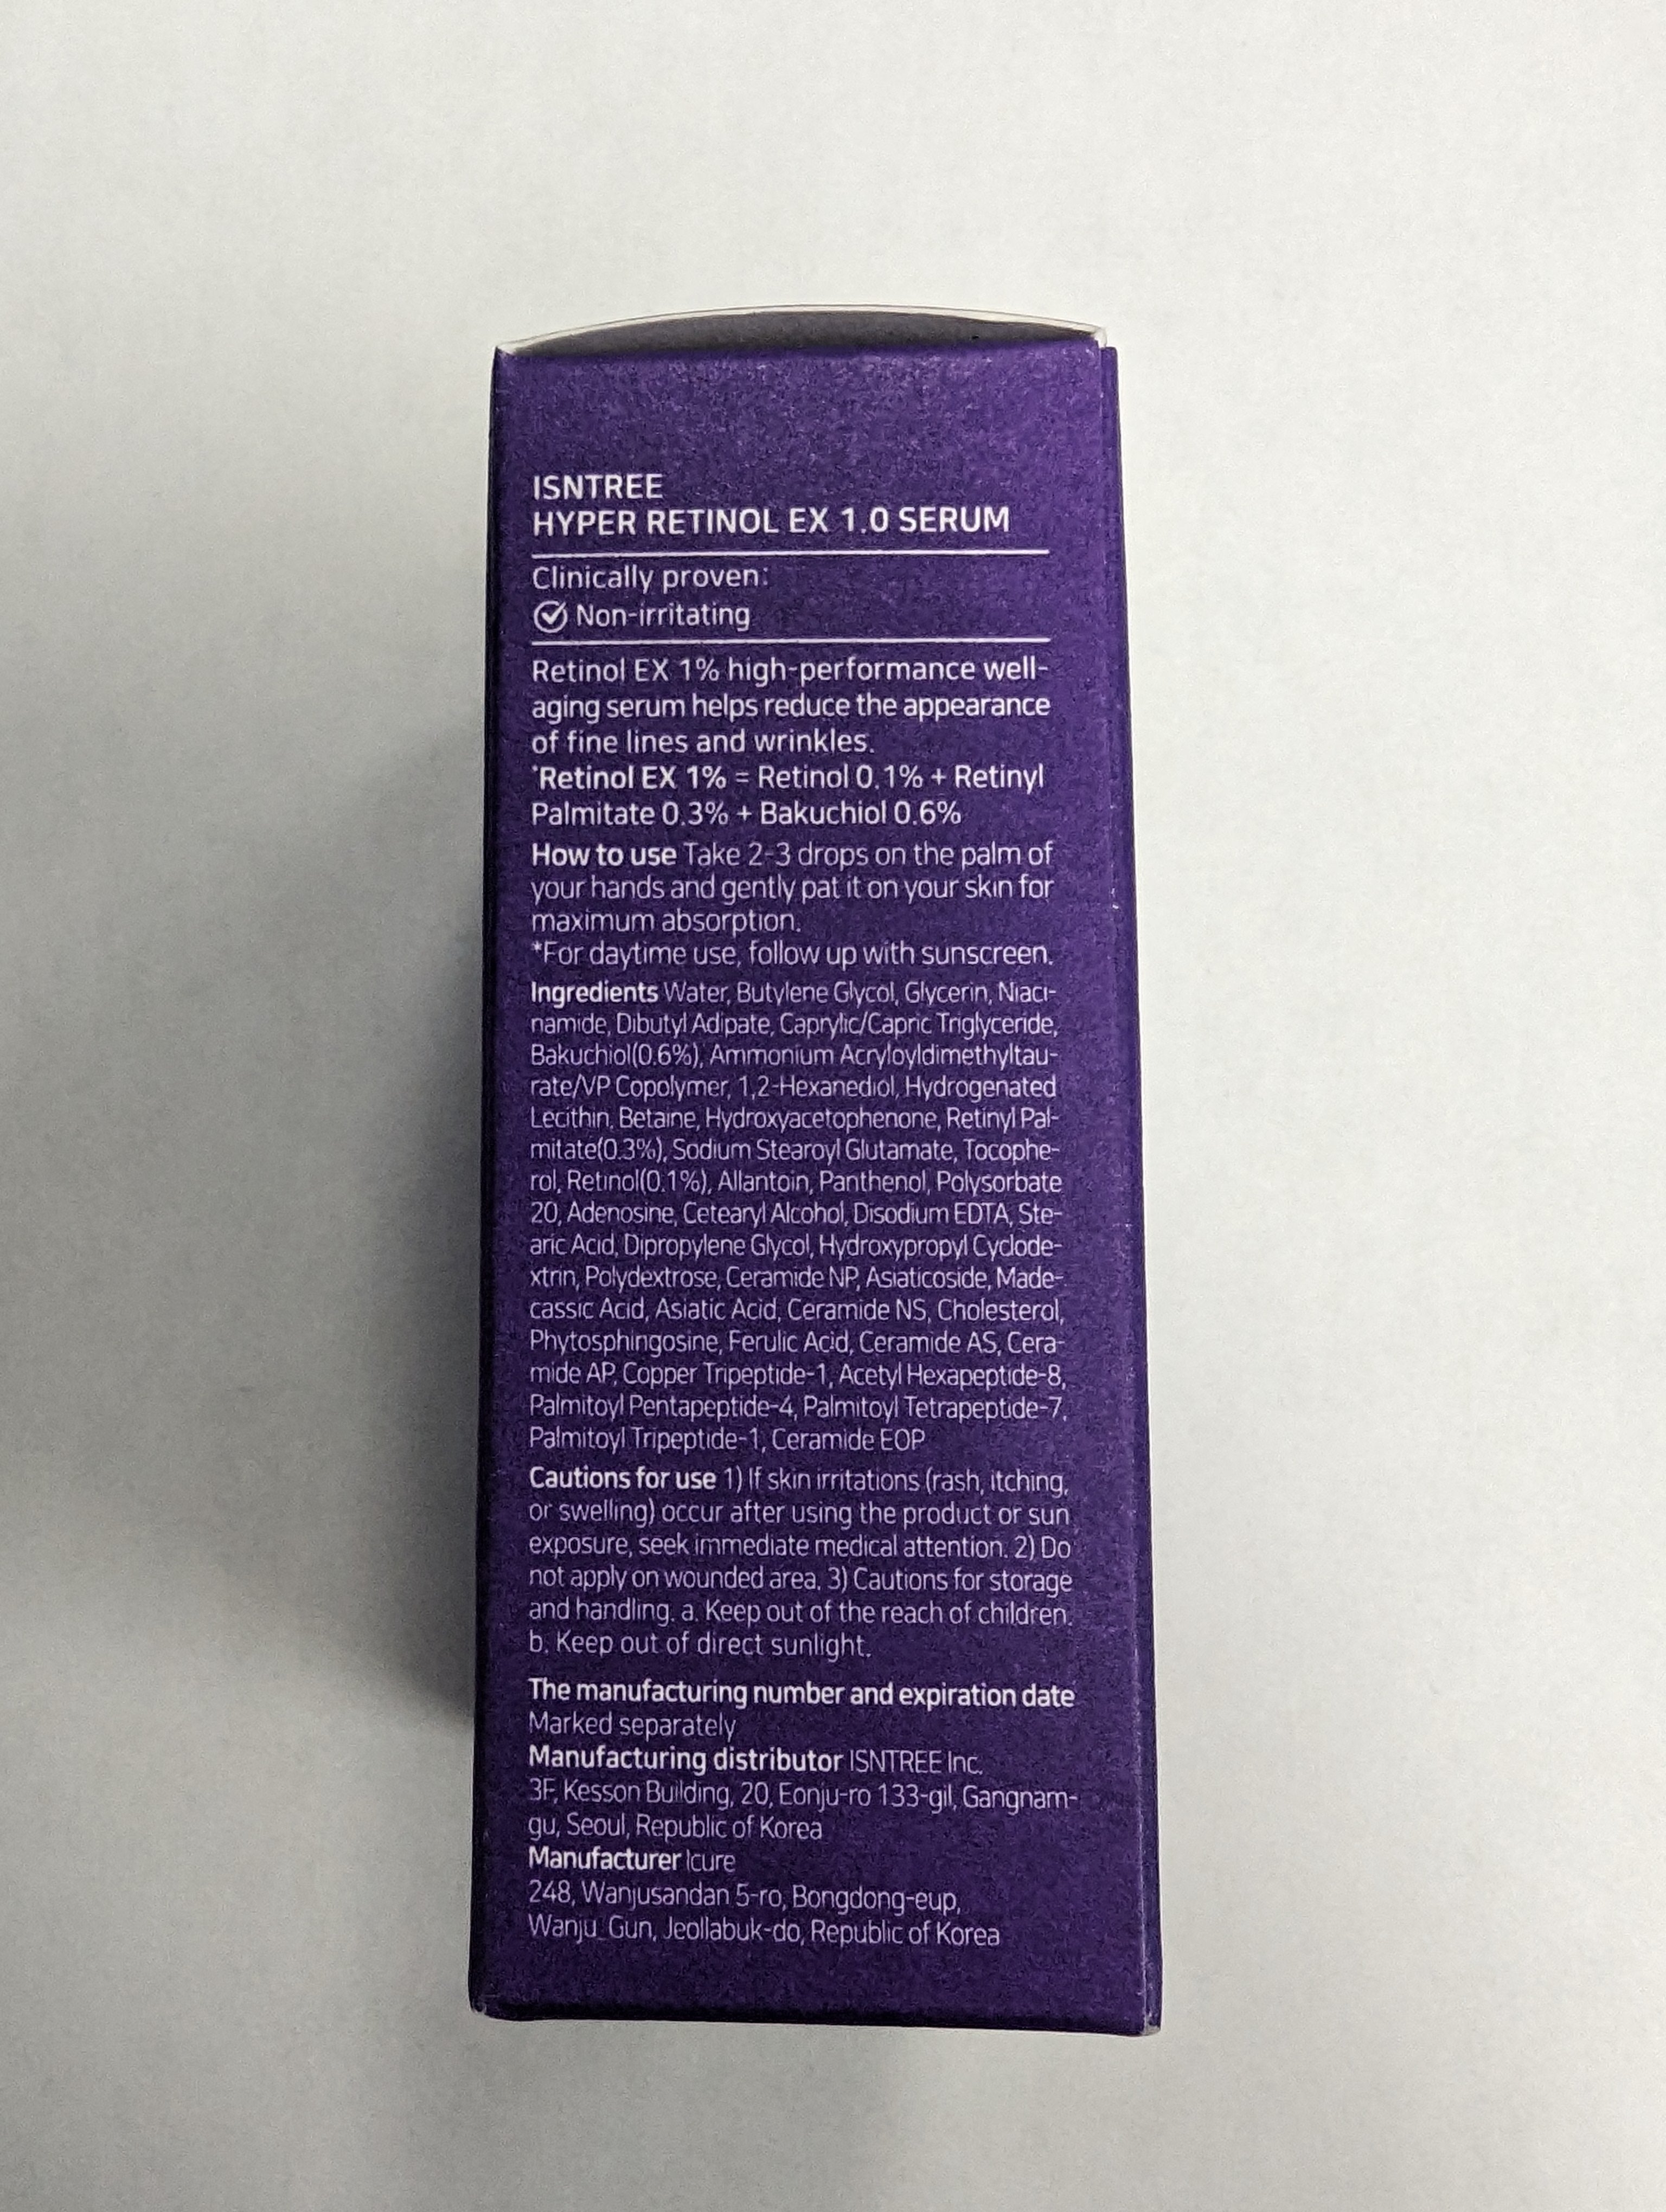 ISNTREE
HYPER RETINOL EX 1.0 SERUM
Clinically proven:
Non-irritating
Retinol EX 1% high-performance well-
aging serum helps reduce the appearance
of fine lines and wrinkles.
*Retinol EX 1% = Retinol 0.1% + Retinyl
Palmitate 0.3% + Bakuchiol 0.6%
How to use Take 2-3 drops on the palm of
your hands and gently pat it on your skin for
maximum absorption.
*For daytime use, follow up with sunscreen.
Ingredients Water, Butylene Glycol, Glycerin, Niaci-
namide, Dibutyl Adipate, Caprylic/Capric Triglyceride,
Bakuchiol(0.6%), Ammonium Acryloyldimethyltau-
rate/VP Copolymer, 1,2-Hexanediol, Hydrogenated
Lecithin, Betaine, Hydroxyacetophenone, Retinyl Pal-
mitate(0.3%), Sodium Stearoyl Glutamate, Tocophe-
rol, Retinol(0.1%), Allantoin, Panthenol, Polysorbate
20, Adenosine, Cetearyl Alcohol, Disodium EDTA, Ste-
aric Acid, Dipropylene Glycol, Hydroxypropyl Cyclode-
xtrin, Polydextrose, Ceramide NP, Asiaticoside, Made-
cassic Acid, Asiatic Acid, Ceramide NS, Cholesterol,
Phytosphingosine, Ferulic Acid, Ceramide AS, Cera-
mide AP, Copper Tripeptide-1, Acetyl Hexapeptide-8,
Palmitoyl Pentapeptide-4, Palmitoyl Tetrapeptide-7,
Palmitoyl Tripeptide-1, Ceramide EOP
Cautions for use 1) If skin irritations (rash, itching,
or swelling) occur after using the product or sun
exposure, seek immediate medical attention. 2) Do
not apply on wounded area. 3) Cautions for storage
and handling. a. Keep out of the reach of children.
b. Keep out of direct sunlight.
The manufacturing number and expiration date
Marked separately
Manufacturing distributor ISNTREE Inc.
3F, Kesson Building, 20, Eonju-ro 133-gil, Gangnam-
gu, Seoul, Republic of Korea
Manufacturer Icure
248, Wanjusandan 5-ro, Bongdong-eup,
Wanju_Gun, Jeollabuk-do, Republic of Korea